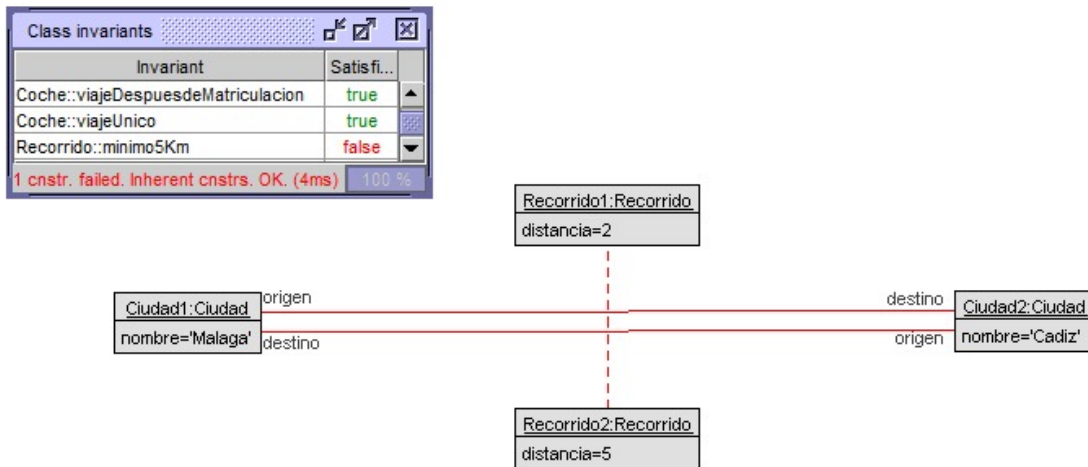 Class invariants
Invariant Satisfi...
Coche::viajeDespuesdeMatriculacion true
Coche::viajeUnico true
Recorrido::minimo5Km false
1 cnstr. failed. Inherent cnstrs. OK. (4ms) 100 %
Recorrido1:Recorrido
distancia=2
Ciudad1:Ciudad
nombre='Malaga'
origen
destino
destino
origen
Ciudad2:Ciudad
nombre='Cadiz'
Recorrido2:Recorrido
distancia=5